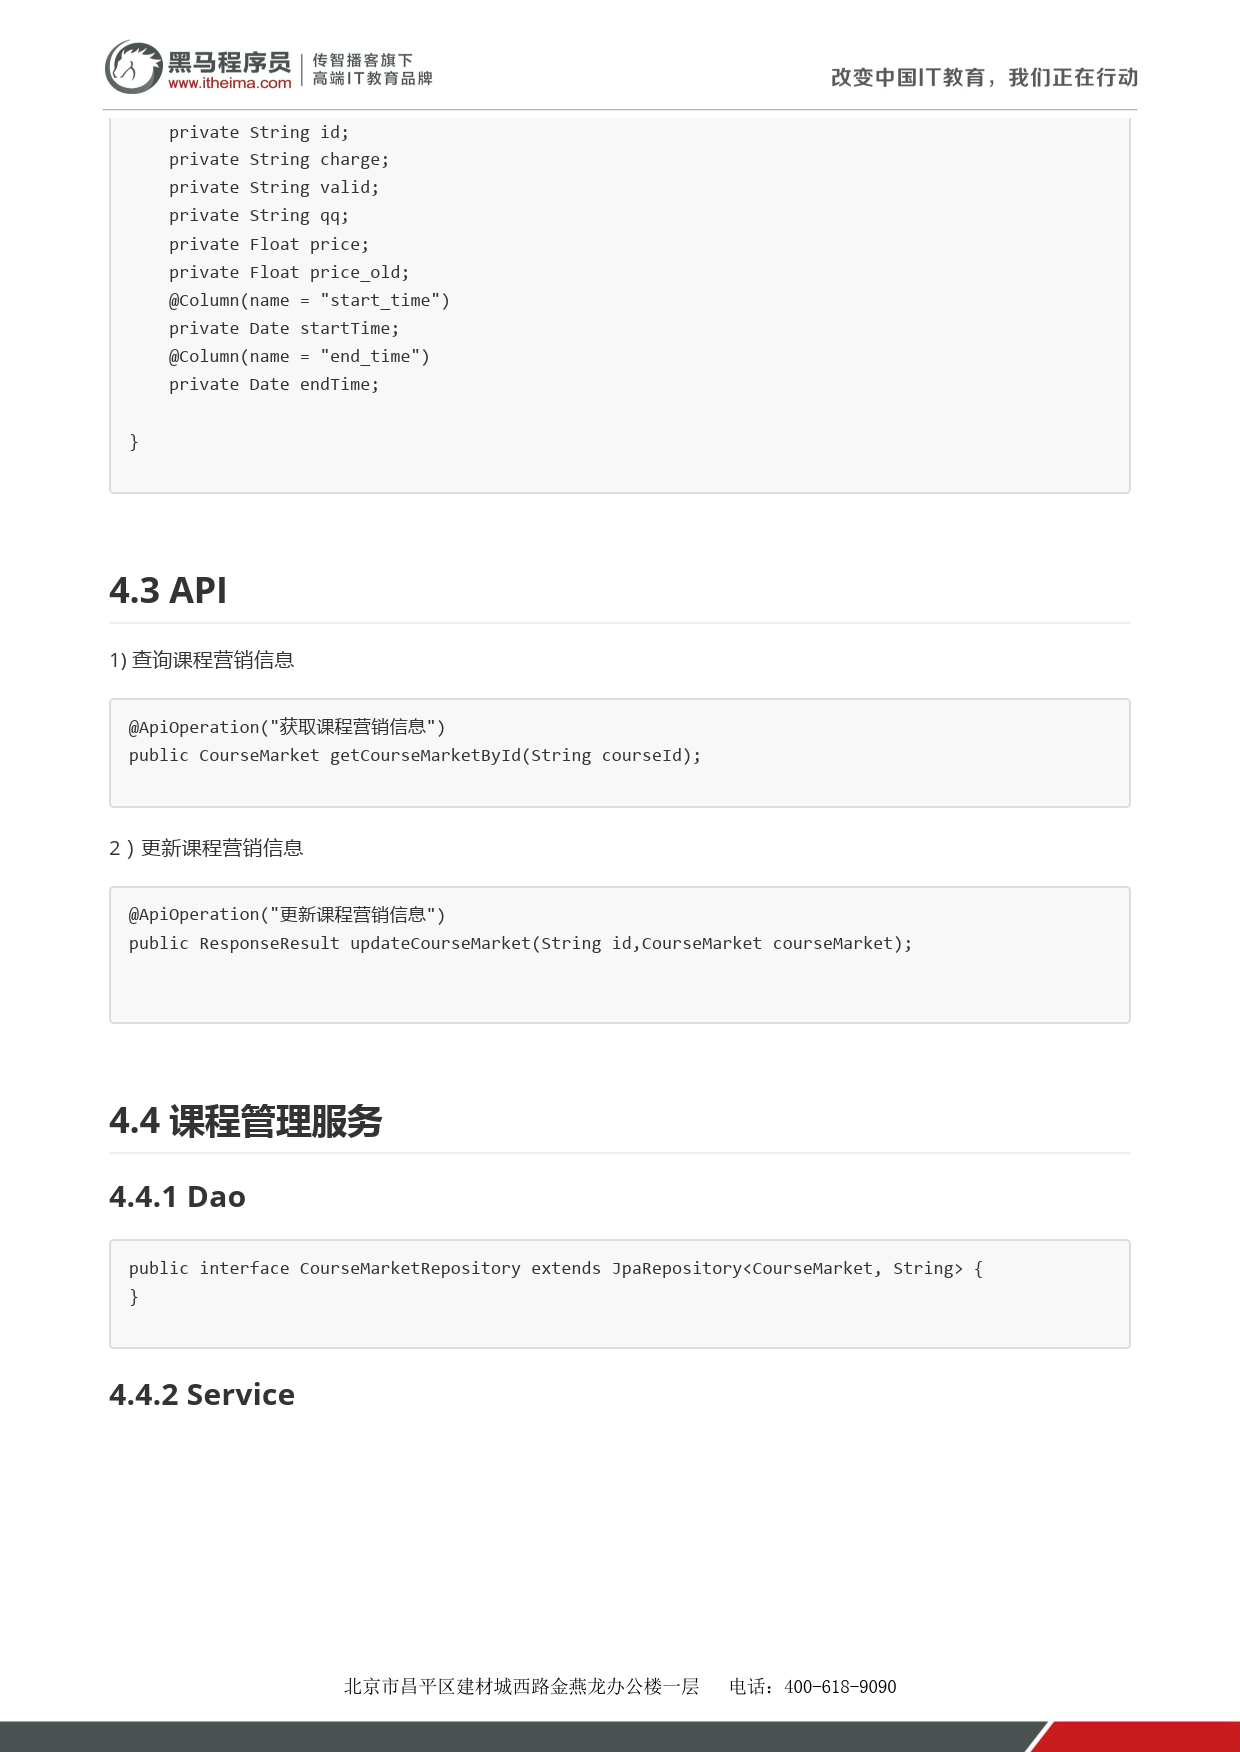 黑马程序员
www.itheima.com
传智播客旗下
高端IT教育品牌
改变中国IT教育，我们正在行动
    private String id;
    private String charge;
    private String valid;
    private String qq;
    private Float price;
    private Float price_old;
    @Column(name = "start_time")
    private Date startTime;
    @Column(name = "end_time")
    private Date endTime;
}
4.3 API
1) 查询课程营销信息
@ApiOperation("获取课程营销信息")
public CourseMarket getCourseMarketById(String courseId);
2）更新课程营销信息
@ApiOperation("更新课程营销信息")
public ResponseResult updateCourseMarket(String id,CourseMarket courseMarket);
4.4 课程管理服务
4.4.1 Dao
public interface CourseMarketRepository extends JpaRepository<CourseMarket, String> {
}
4.4.2 Service
北京市昌平区建材城西路金燕龙办公楼一层 电话：400-618-9090